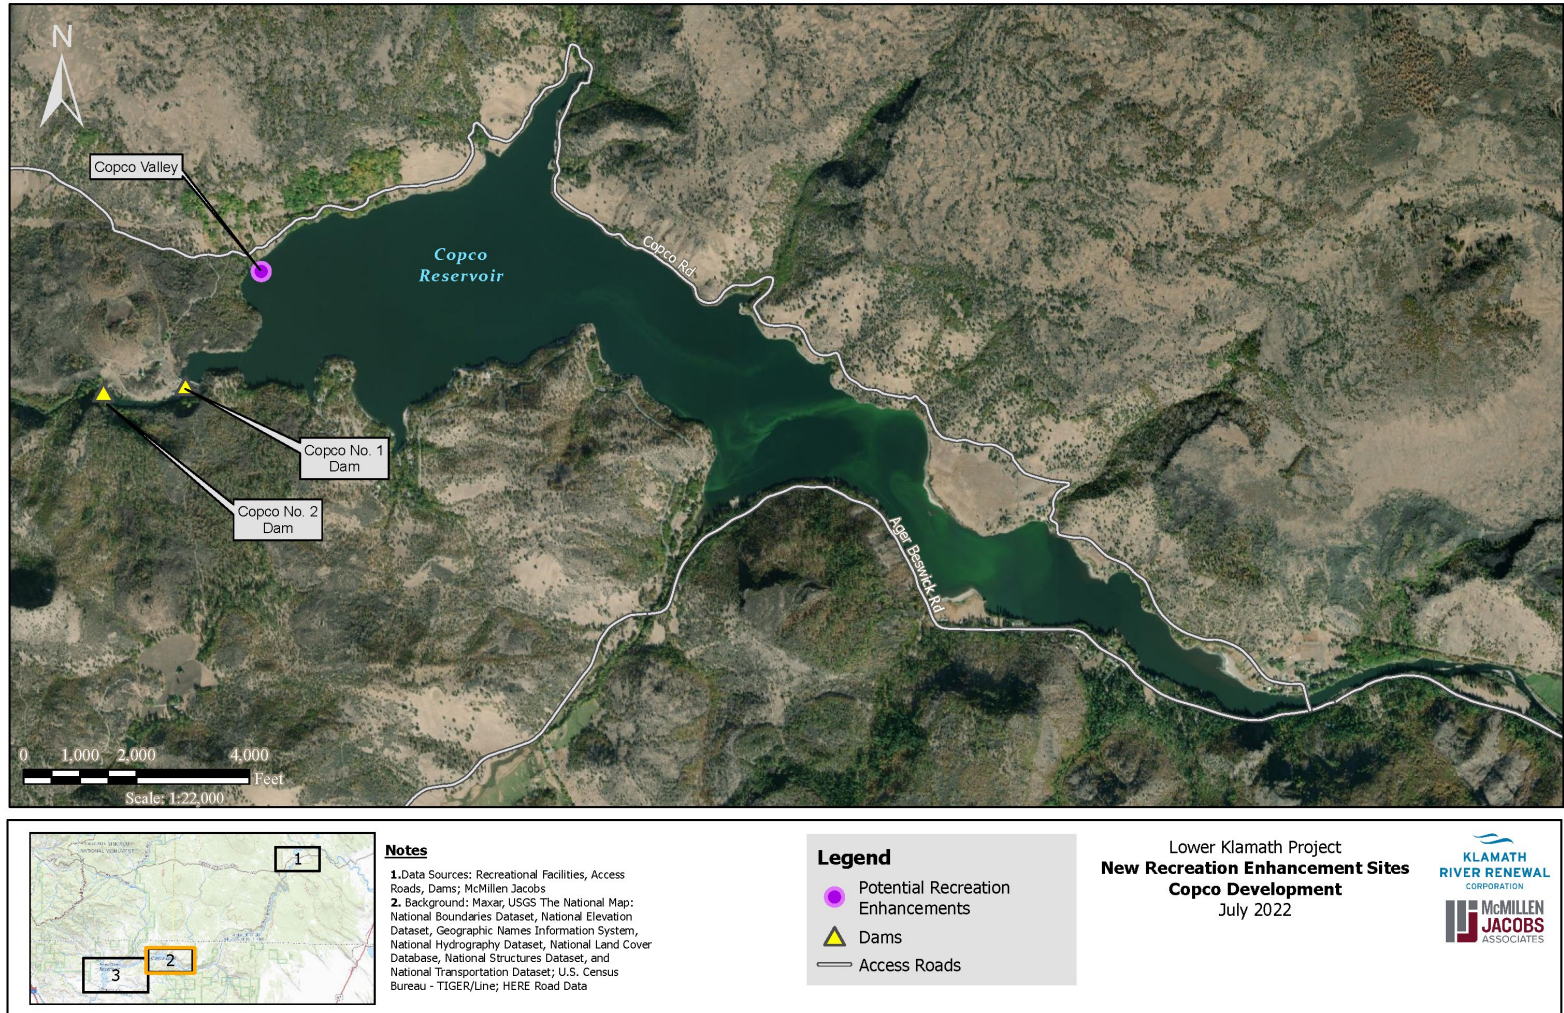 N
Copco Valley
Copco
Reservoir
Copco Rd
Copco No. 1
Dam
Copco No. 2
Dam
Ager Beswick Rd
0 1,000 2,000 4,000
Feet
Scale: 1:22,000
1
2
3
Notes
1.Data Sources: Recreational Facilities, Access
Roads, Dams; McMillen Jacobs
2. Background: Maxar, USGS The National Map:
National Boundaries Dataset, National Elevation
Dataset, Geographic Names Information System,
National Hydrography Dataset, National Land Cover
Database, National Structures Dataset, and
National Transportation Dataset; U.S. Census
Bureau - TIGER/Line; HERE Road Data
Legend
Potential Recreation
Enhancements
Dams
Access Roads
Lower Klamath Project
New Recreation Enhancement Sites
Copco Development
July 2022
KLAMATH
RIVER RENEWAL
CORPORATION
McMILLEN
JACOBS
ASSOCIATES